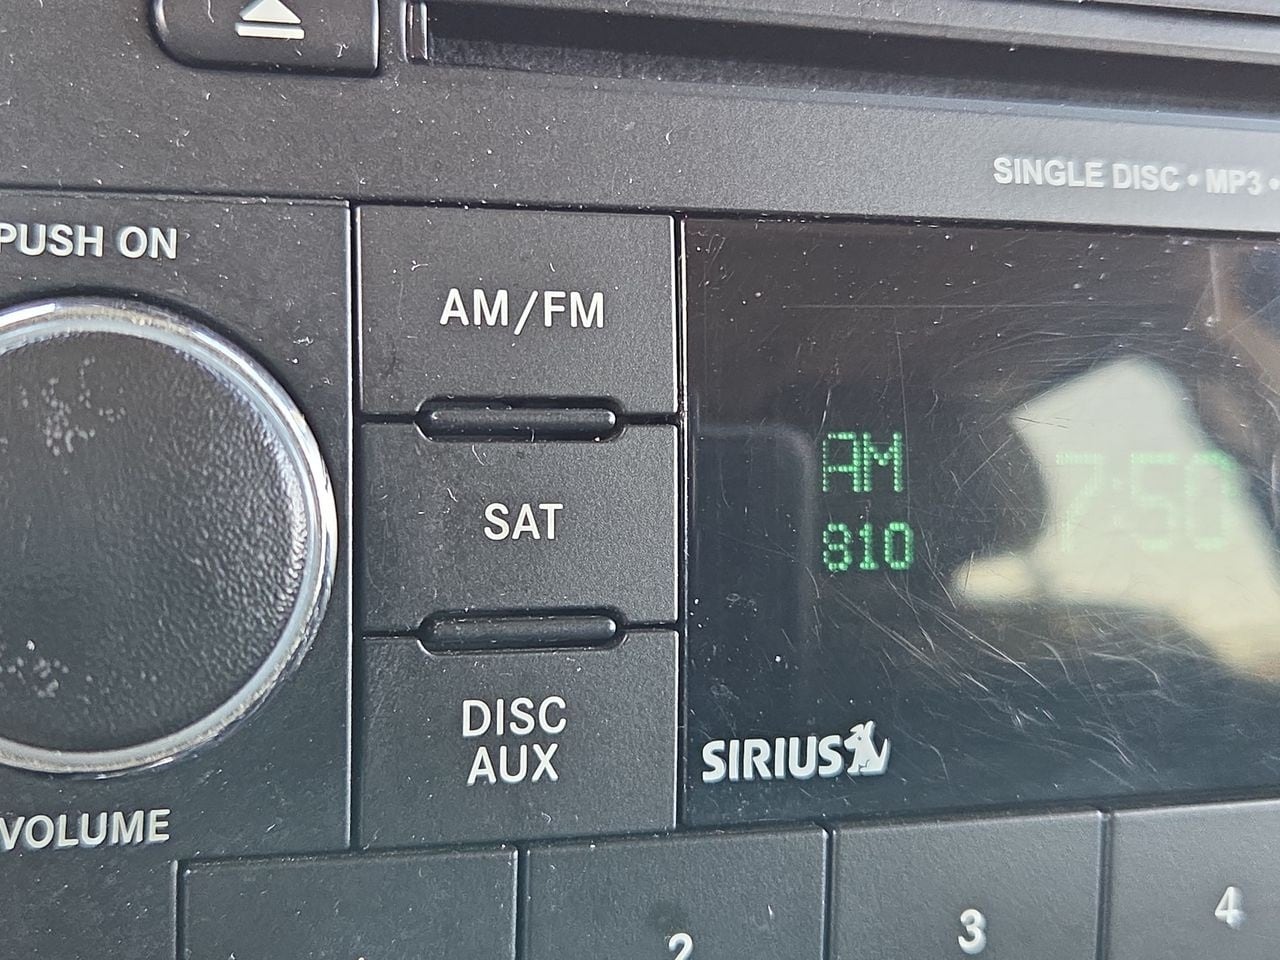 SINGLE DISC • MP3 •
PUSH ON
AM/FM
AM
7:50
SAT
810
DISC
AUX
SIRIUS
VOLUME
2
3
4